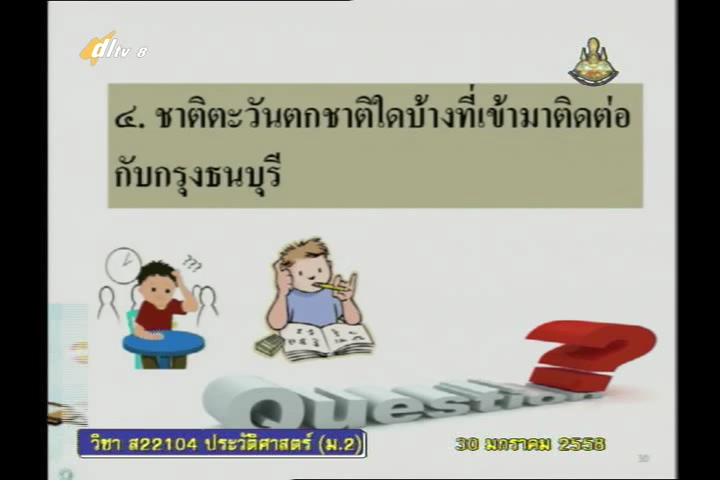 dltv 8
๔. ชาติตะวันตกชาติใดบ้างที่เข้ามาติดต่อ
กับกรุงธนบุรี
???
Question?
วิชา ส22104 ประวัติศาสตร์ (ม.2)
30 มกราคม 2558
30